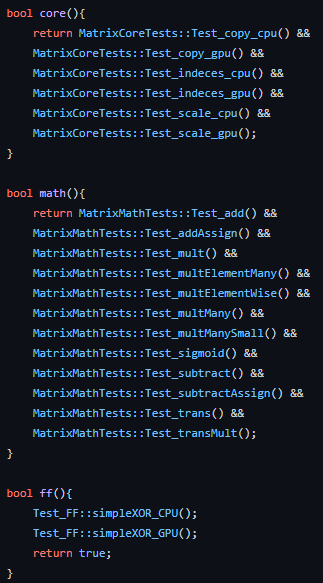 bool core(){
    return MatrixCoreTests::Test_copy_cpu() &&
    MatrixCoreTests::Test_copy_gpu() &&
    MatrixCoreTests::Test_indeces_cpu() &&
    MatrixCoreTests::Test_indeces_gpu() &&
    MatrixCoreTests::Test_scale_cpu() &&
    MatrixCoreTests::Test_scale_gpu();
}

bool math(){
    return MatrixMathTests::Test_add() &&
    MatrixMathTests::Test_addAssign() &&
    MatrixMathTests::Test_mult() &&
    MatrixMathTests::Test_multElementMany() &&
    MatrixMathTests::Test_multElementWise() &&
    MatrixMathTests::Test_multMany() &&
    MatrixMathTests::Test_multManySmall() &&
    MatrixMathTests::Test_sigmoid() &&
    MatrixMathTests::Test_subtract() &&
    MatrixMathTests::Test_subtractAssign() &&
    MatrixMathTests::Test_trans() &&
    MatrixMathTests::Test_transMult();
}

bool ff(){
    Test_FF::simpleXOR_CPU();
    Test_FF::simpleXOR_GPU();
    return true;
}